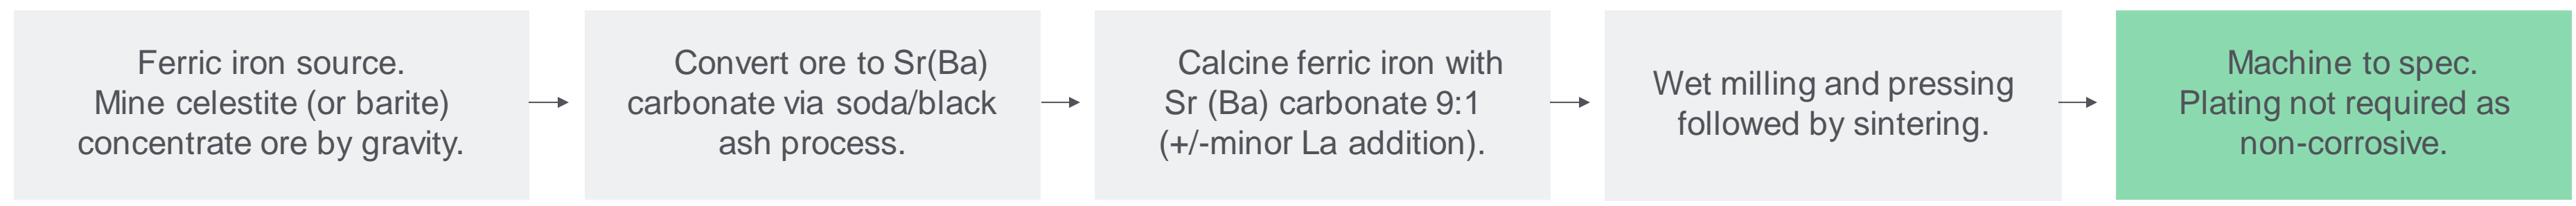 Ferric iron source.
Mine celestite (or barite)
concentrate ore by gravity.
Convert ore to Sr(Ba)
carbonate via soda/black
ash process.
Calcine ferric iron with
Sr (Ba) carbonate 9:1
(+/-minor La addition).
Wet milling and pressing
followed by sintering.
Machine to spec.
Plating not required as
non-corrosive.